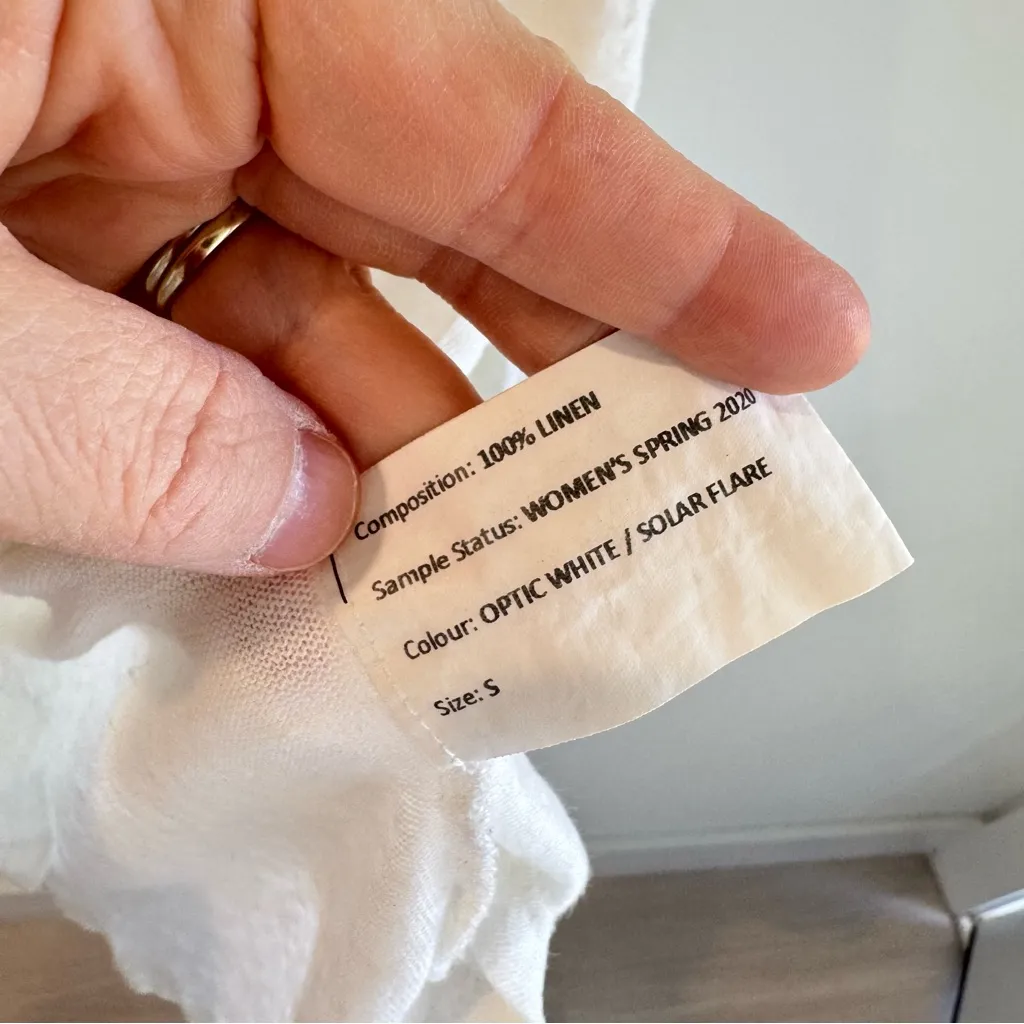 Composition: 100% LINEN
Sample Status: WOMEN'S SPRING 2020
Colour: OPTIC WHITE / SOLAR FLARE
Size: S